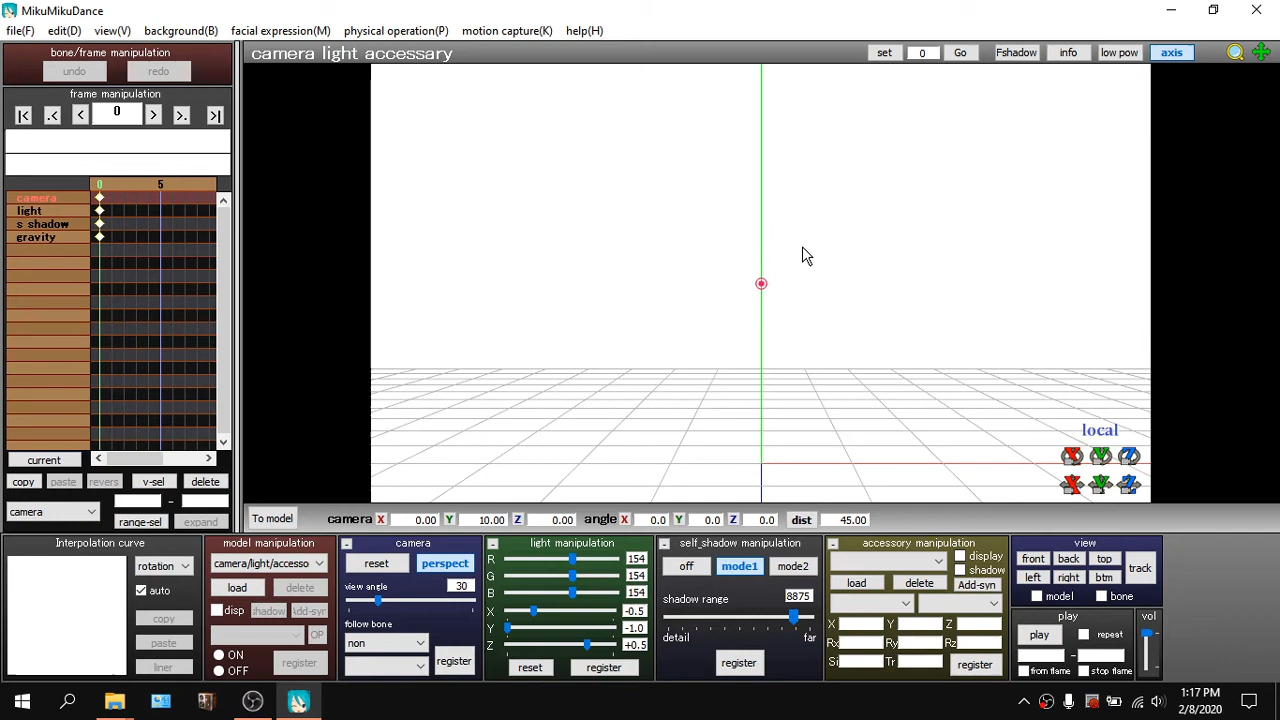 MikuMikuDance
file(F) edit(D) view(V) background(B) facial expression(M) physical operation(P) motion capture(K) help(H)
bone/frame manipulation
undo redo
frame manipulation
|< .< < 0 > >. >|
camera light accessary set 0 Go Fshadow info low pow axis
0 5
camera
light
s shadow
gravity
local
X Y Z
X Y Z
current < >
copy paste revers v-sel delete
camera -
range-sel expand
To model camera X 0.00 Y 10.00 Z 0.00 angle X 0.0 Y 0.0 Z 0.0 dist 45.00
Interpolation curve
rotation
auto
copy
paste
liner
- model manipulation
camera/light/accesso
load delete
disp shadow Add-syn
OP
ON
OFF
register
- camera
reset perspect
view angle 30
follow bone
non
register
- light manipulation
R 154
G 154
B 154
X -0.5
Y -1.0
Z +0.5
reset register
self_shadow manipulation
off mode1 mode2
shadow range 8875
detail far
register
- accessory manipulation
display
shadow
load delete Add-syn
X Y Z
Rx Ry Rz
Si Tr register
view
front back top
left right btm
track
model bone
play
play repeat
-
from flame stop flame
vol
1:17 PM
2/8/2020